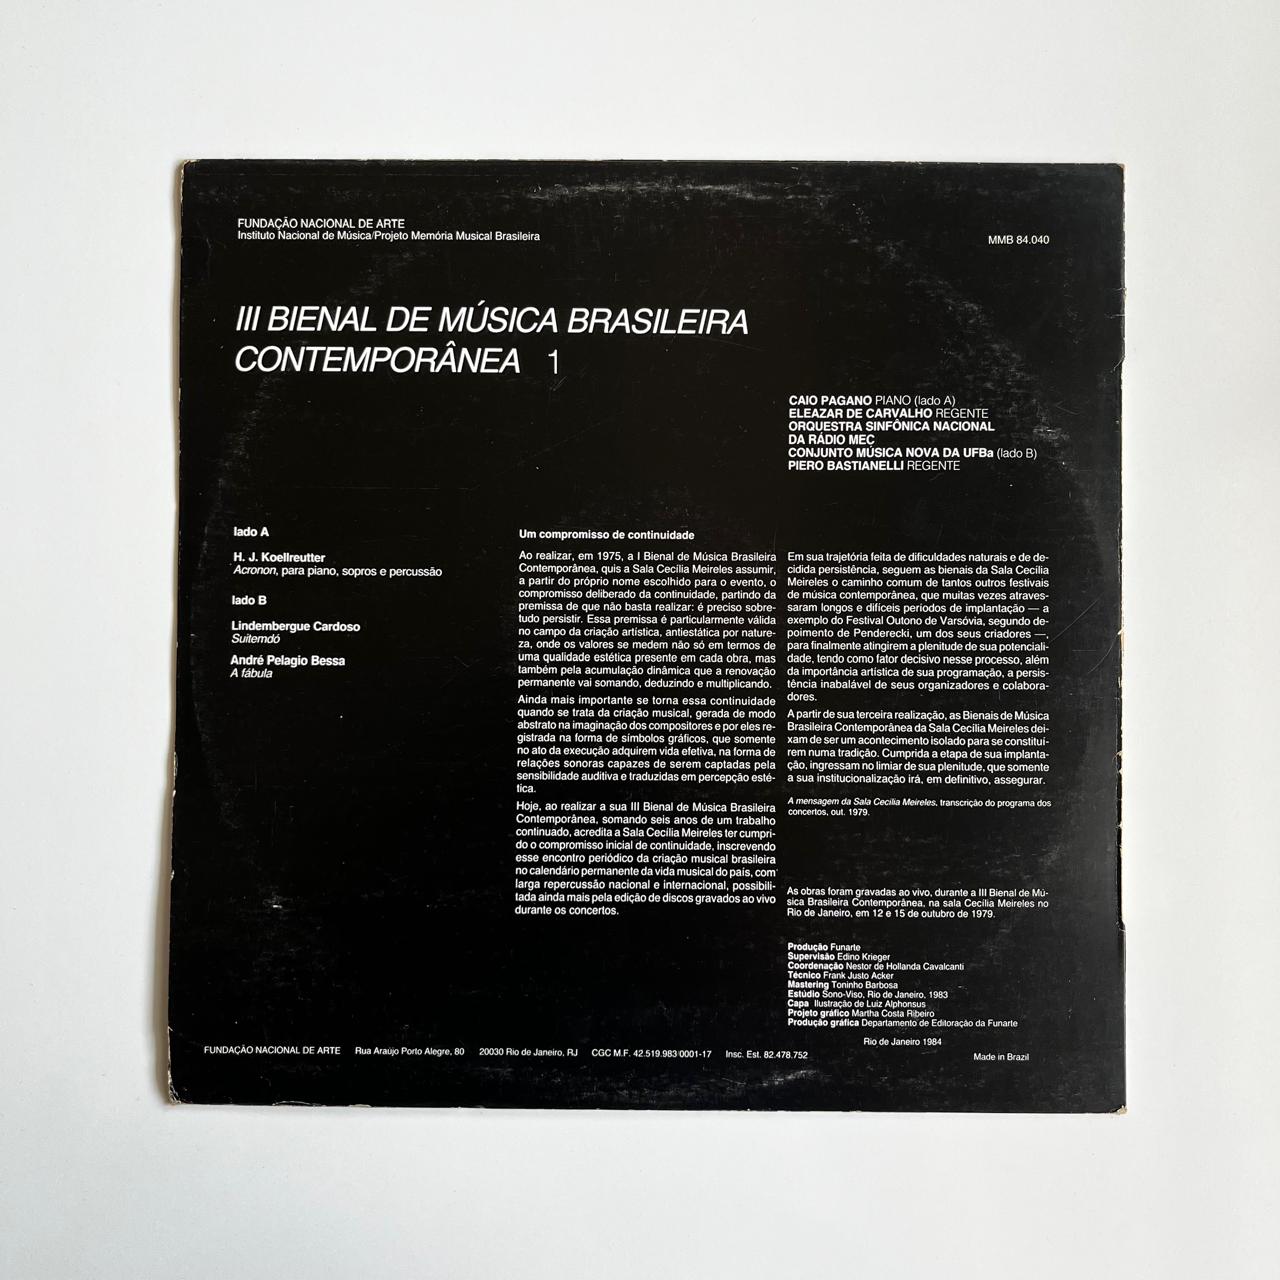 FUNDAÇÃO NACIONAL DE ARTE
Instituto Nacional de Música/Projeto Memória Musical Brasileira
MMB 84.040
III BIENAL DE MÚSICA BRASILEIRA
CONTEMPORÂNEA 1
CAIO PAGANO PIANO (lado A)
ELEAZAR DE CARVALHO REGENTE
ORQUESTRA SINFÔNICA NACIONAL
DA RÁDIO MEC
CONJUNTO MÚSICA NOVA DA UFBa (lado B)
PIERO BASTIANELLI REGENTE
lado A
H. J. Koellreutter
Acronon, para piano, sopros e percussão
lado B
Lindembergue Cardoso
Suitemdó
André Pelagio Bessa
A fábula
Um compromisso de continuidade
Ao realizar, em 1975, a I Bienal de Música Brasileira
Contemporânea, quis a Sala Cecília Meireles assumir,
a partir do próprio nome escolhido para o evento, o
compromisso deliberado da continuidade, partindo da
premissa de que não basta realizar: é preciso sobre-
tudo persistir. Essa premissa é particularmente válida
no campo da criação artística, antiestática por nature-
za, onde os valores se medem não só em termos de
uma qualidade estética presente em cada obra, mas
também pela acumulação dinâmica que a renovação
permanente vai somando, deduzindo e multiplicando.
Ainda mais importante se torna essa continuidade
quando se trata da criação musical, gerada de modo
abstrato na imaginação dos compositores e por eles re-
gistrada na forma de símbolos gráficos, que somente
no ato da execução adquirem vida efetiva, na forma de
relações sonoras capazes de serem captadas pela
sensibilidade auditiva e traduzidas em percepção esté-
tica.
Hoje, ao realizar a sua III Bienal de Música Brasileira
Contemporânea, somando seis anos de um trabalho
continuado, acredita a Sala Cecília Meireles ter cumpri-
do o compromisso inicial de continuidade, inscrevendo
esse encontro periódico da criação musical brasileira
no calendário permanente da vida musical do país, com
larga repercussão nacional e internacional, possibili-
tada ainda mais pela edição de discos gravados ao vivo
durante os concertos.
Em sua trajetória feita de dificuldades naturais e de de-
cidida persistência, seguem as bienais da Sala Cecília
Meireles o caminho comum de tantos outros festivais
de música contemporânea, que muitas vezes atraves-
saram longos e difíceis períodos de implantação — a
exemplo do Festival Outono de Varsóvia, segundo de-
poimento de Penderecki, um dos seus criadores —,
para finalmente atingirem a plenitude de sua potenciali-
dade, tendo como fator decisivo nesse processo, além
da importância artística de sua programação, a persis-
tência inabalável de seus organizadores e colabora-
dores.
A partir de sua terceira realização, as Bienais de Música
Brasileira Contemporânea da Sala Cecília Meireles dei-
xam de ser um acontecimento isolado para se constituí-
rem numa tradição. Cumprida a etapa de sua implanta-
ção, ingressam no limiar de sua plenitude, que somente
a sua institucionalização irá, em definitivo, assegurar.
A mensagem da Sala Cecília Meireles, transcrição do programa dos
concertos, out. 1979.
As obras foram gravadas ao vivo, durante a III Bienal de Mú-
sica Brasileira Contemporânea, na sala Cecília Meireles no
Rio de Janeiro, em 12 e 15 de outubro de 1979.
Produção Funarte
Supervisão Edino Krieger
Coordenação Nestor de Hollanda Cavalcanti
Técnico Frank Justo Acker
Mastering Toninho Barbosa
Estúdio Sono-Viso, Rio de Janeiro, 1983
Capa Ilustração de Luiz Alphonsus
Projeto gráfico Martha Costa Ribeiro
Produção gráfica Departamento de Editoração da Funarte
Rio de Janeiro 1984
FUNDAÇÃO NACIONAL DE ARTE Rua Araújo Porto Alegre, 80 20030 Rio de Janeiro, RJ CGC M.F. 42.519.983 0001-17 Insc. Est. 82.478.752
Made in Brazil